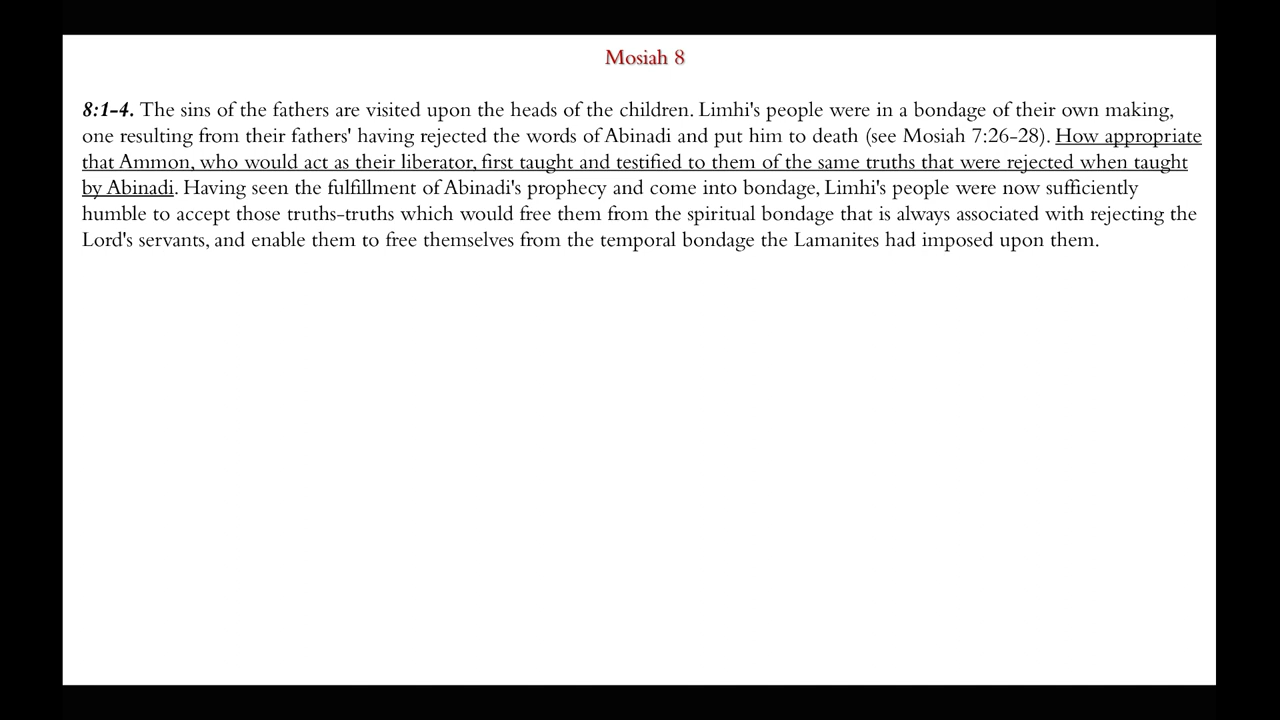 Mosiah 8
8:1-4. The sins of the fathers are visited upon the heads of the children. Limhi's people were in a bondage of their own making,
one resulting from their fathers' having rejected the words of Abinadi and put him to death (see Mosiah 7:26-28). How appropriate
that Ammon, who would act as their liberator, first taught and testified to them of the same truths that were rejected when taught
by Abinadi. Having seen the fulfillment of Abinadi's prophecy and come into bondage, Limhi's people were now sufficiently
humble to accept those truths-truths which would free them from the spiritual bondage that is always associated with rejecting the
Lord's servants, and enable them to free themselves from the temporal bondage the Lamanites had imposed upon them.